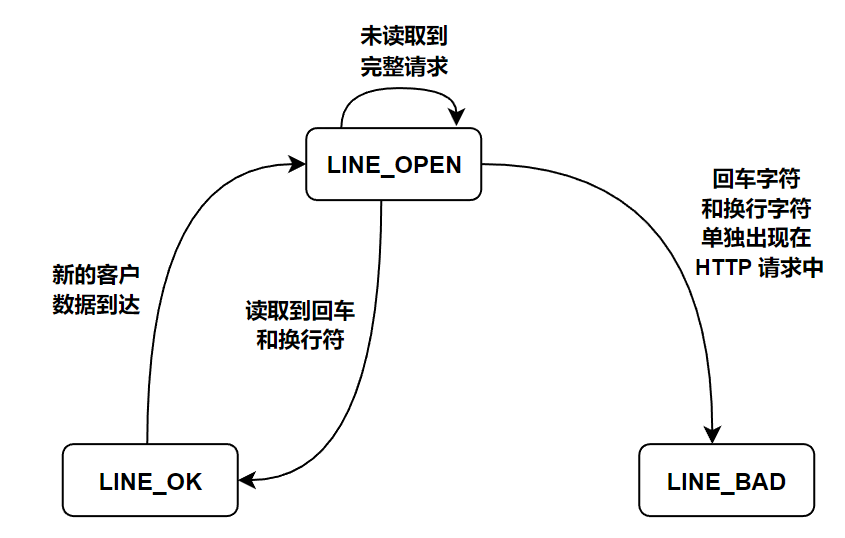 未读取到
完整请求
LINE_OPEN
回车字符
和换行字符
单独出现在
HTTP 请求中
新的客户
数据到达
读取到回车
和换行符
LINE_OK
LINE_BAD